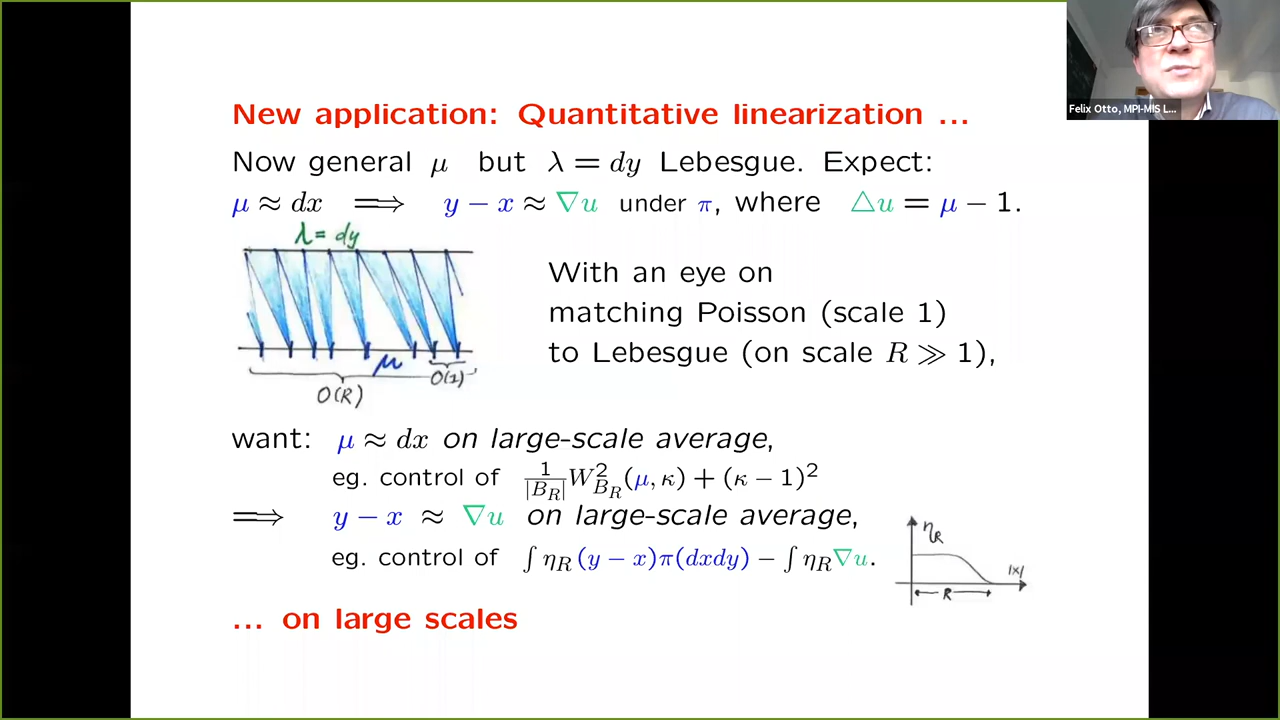 Felix Otto, MPI-MIS L...
New application: Quantitative linearization ...
Now general μ but λ = dy Lebesgue. Expect:
μ ≈ dx ⟹ y − x ≈ ∇u under π, where △u = μ − 1.
λ = dy
With an eye on
matching Poisson (scale 1)
to Lebesgue (on scale R ≫ 1),
μ
O(1)
O(R)
want: μ ≈ dx on large-scale average,
eg. control of 1/|B_R| W²_{B_R}(μ, κ) + (κ − 1)²
⟹ y − x ≈ ∇u on large-scale average,
eg. control of ∫ η_R (y − x)π(dxdy) − ∫ η_R ∇u.
η_R
|x|
R
... on large scales